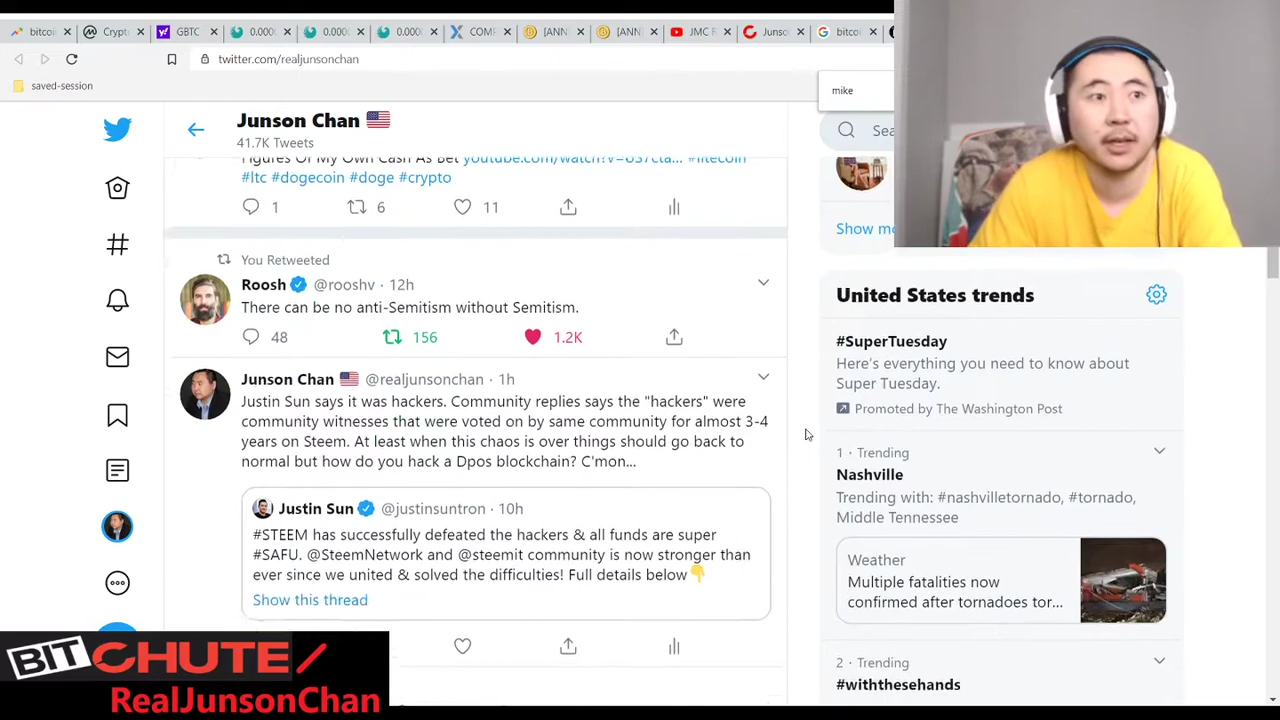 bitcoi
Crypt
GBTC
0.000
0.000
0.000
COM
[ANN
[ANN
JMC R
Junso
bitco
twitter.com/realjunsonchan
saved-session
mike
Junson Chan
41.7K Tweets
Sea
Figures Of My Own Cash As Bet youtube.com/watch?v= #litecoin
#ltc #dogecoin #doge #crypto
1 6 11
Show mo
You Retweeted
Roosh @rooshv · 12h
There can be no anti-Semitism without Semitism.
48 156 1.2K
Junson Chan @realjunsonchan · 1h
Justin Sun says it was hackers. Community replies says the "hackers" were
community witnesses that were voted on by same community for almost 3-4
years on Steem. At least when this chaos is over things should go back to
normal but how do you hack a Dpos blockchain? C'mon...
Justin Sun @justinsuntron · 10h
#STEEM has successfully defeated the hackers & all funds are super
#SAFU. @SteemNetwork and @steemit community is now stronger than
ever since we united & solved the difficulties! Full details below👇
Show this thread
United States trends
#SuperTuesday
Here's everything you need to know about
Super Tuesday.
Promoted by The Washington Post
1 · Trending
Nashville
Trending with: #nashvilletornado, #tornado,
Middle Tennessee
Weather
Multiple fatalities now
confirmed after tornadoes tor...
2 · Trending
#withthesehands
BITCHUTE/
RealJunsonChan